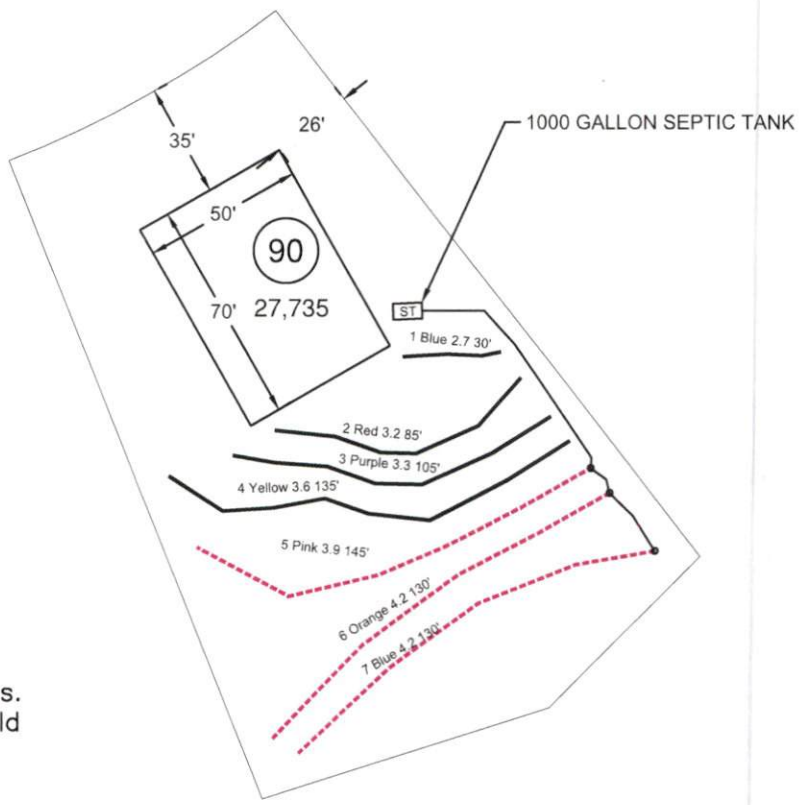 1000 GALLON SEPTIC TANK
26'
35'
50'
90
70'
27,735
ST
1 Blue 2.7 30'
2 Red 3.2 85'
3 Purple 3.3 105'
4 Yellow 3.6 135'
5 Pink 3.9 145'
6 Orange 4.2 130'
7 Blue 4.2 130'
s.
ld